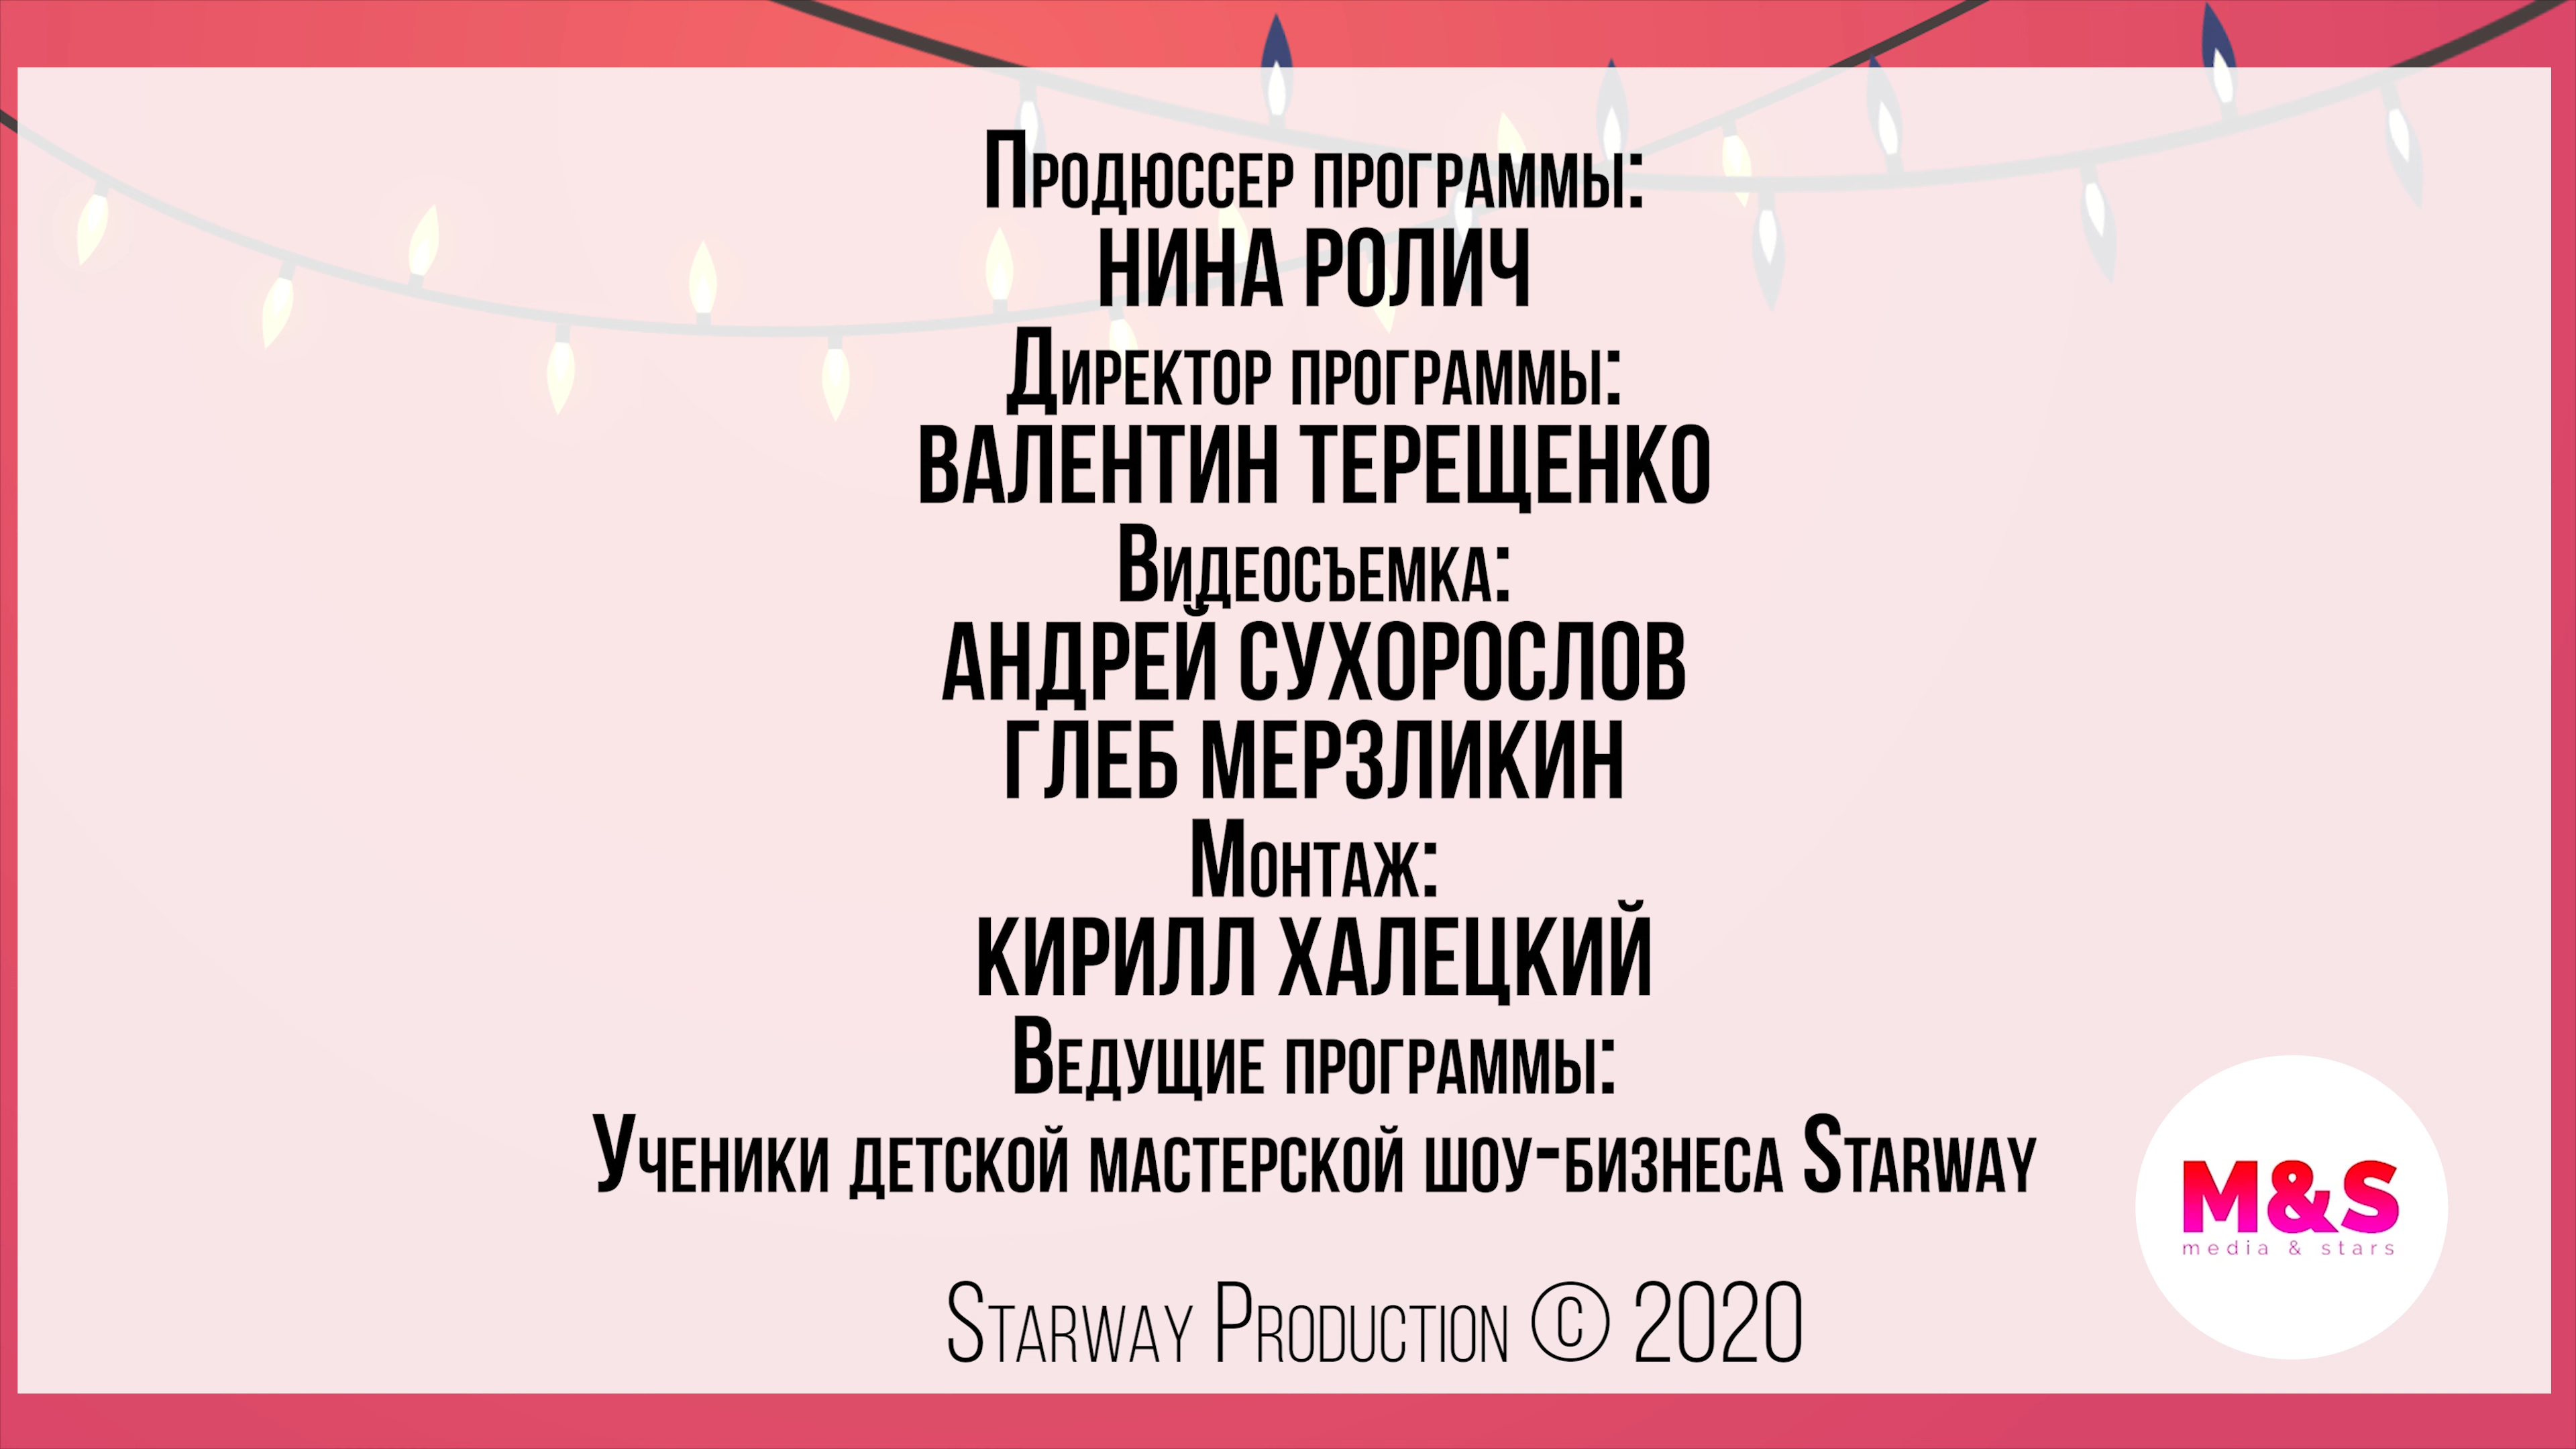 Продюссер программы:
НИНА РОЛИЧ
Директор программы:
ВАЛЕНТИН ТЕРЕЩЕНКО
Видеосъемка:
АНДРЕЙ СУХОРОСЛОВ
ГЛЕБ МЕРЗЛИКИН
Монтаж:
КИРИЛЛ ХАЛЕЦКИЙ
Ведущие программы:
Ученики детской мастерской шоу-бизнеса Starway
M&S
media & stars
Starway Production © 2020